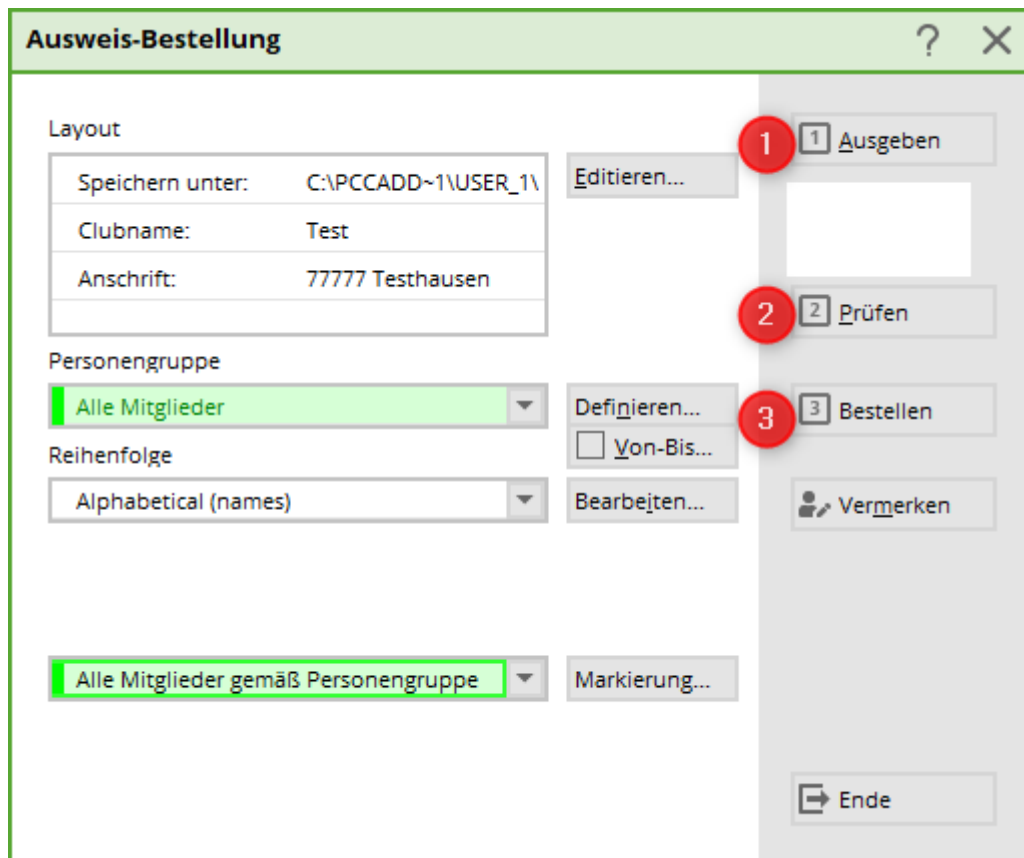 Ausweis-Bestellung
Layout
Speichern unter: C:\PCCADD~1\USER_1\
Editieren...
Clubname: Test
Anschrift: 77777 Testhausen
Personengruppe
Alle Mitglieder
Definieren...
Von-Bis...
Reihenfolge
Alphabetical (names)
Bearbeiten...
Alle Mitglieder gemäß Personengruppe
Markierung...
1 1 Ausgeben
2 2 Prüfen
3 3 Bestellen
Vermerken
Ende